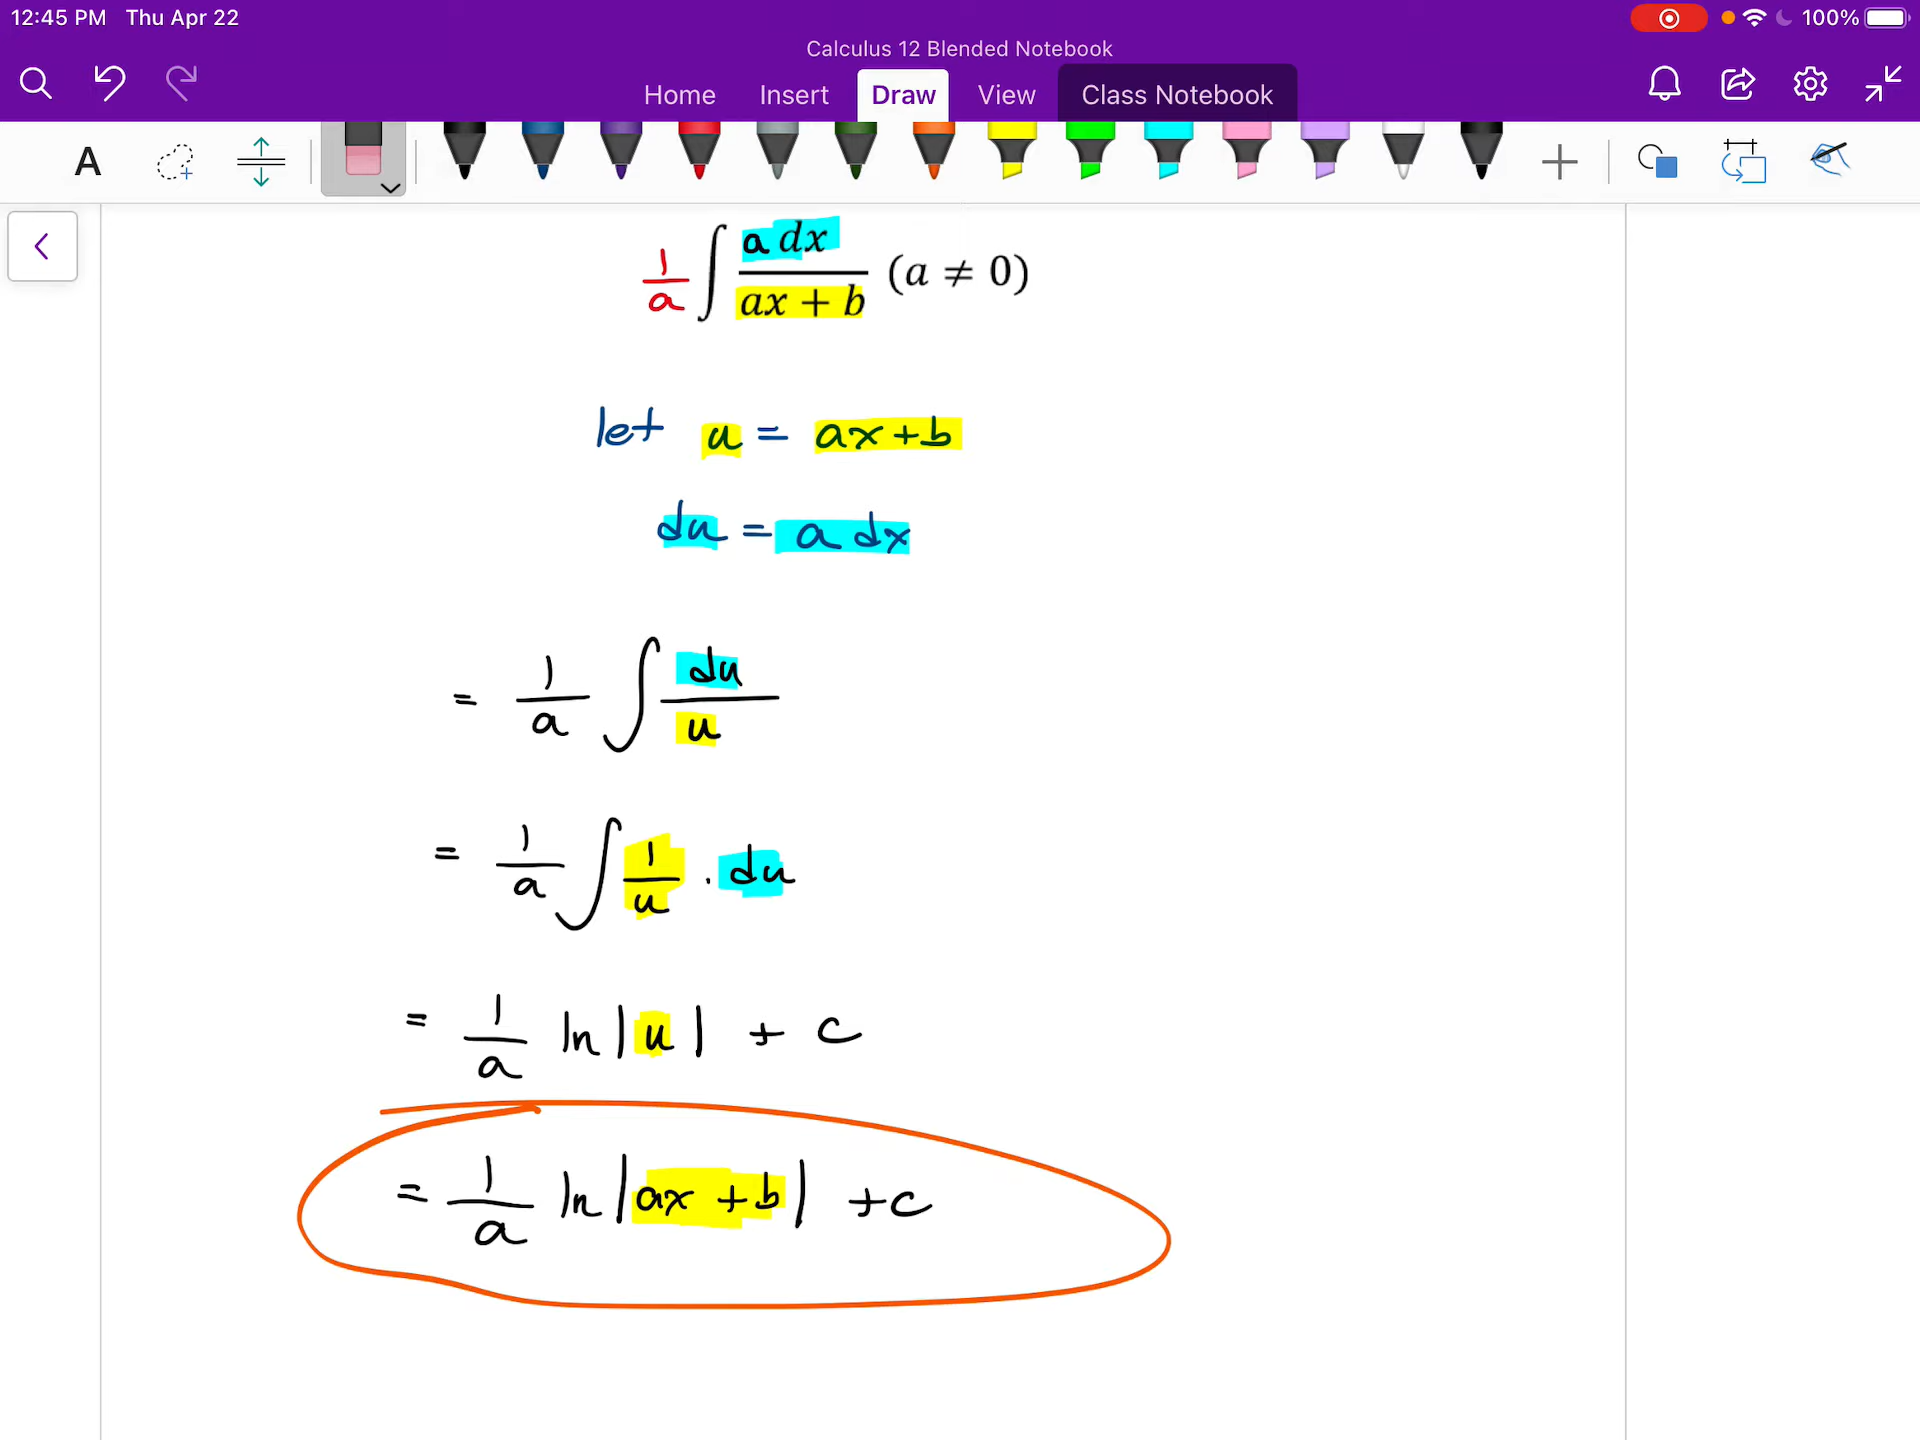 12:45 PM Thu Apr 22 100%
Calculus 12 Blended Notebook
Home Insert Draw View Class Notebook
A
1/a ∫ a dx / ax + b (a ≠ 0)
let u = ax+b
du = a dx
= 1/a ∫ du / u
= 1/a ∫ 1/u · du
= 1/a ln|u| + c
= 1/a ln|ax +b| +c